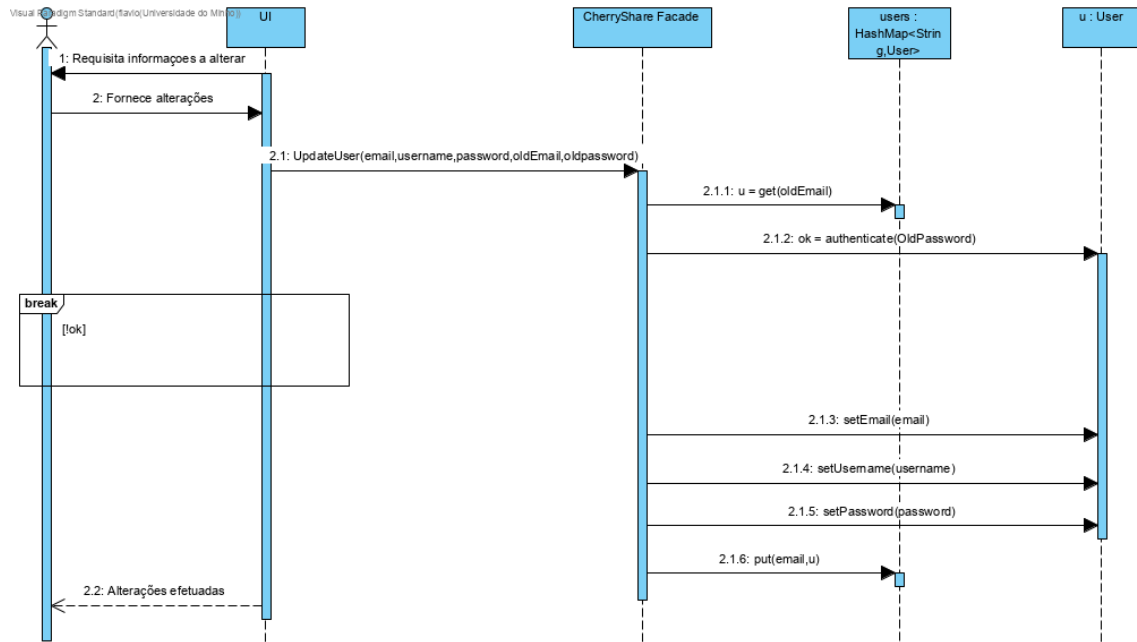 Visual Paradigm Standard(flavio(Universidade do Minho))
UI
CherryShare Facade
users :
HashMap<Strin
g,User>
u : User
1: Requisita informaçoes a alterar
2: Fornece alterações
2.1: UpdateUser(email,username,password,oldEmail,oldpassword)
2.1.1: u = get(oldEmail)
2.1.2: ok = authenticate(OldPassword)
break
[!ok]
2.1.3: setEmail(email)
2.1.4: setUsername(username)
2.1.5: setPassword(password)
2.1.6: put(email,u)
2.2: Alterações efetuadas